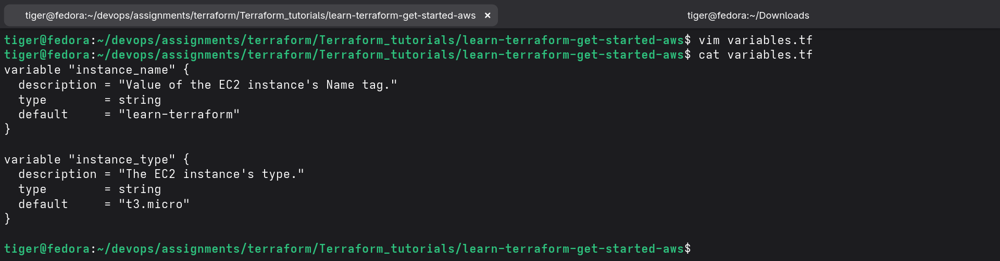 tiger@fedora:~/devops/assignments/terraform/Terraform_tutorials/learn-terraform-get-started-aws × tiger@fedora:~/Downloads
tiger@fedora:~/devops/assignments/terraform/Terraform_tutorials/learn-terraform-get-started-aws$ vim variables.tf
tiger@fedora:~/devops/assignments/terraform/Terraform_tutorials/learn-terraform-get-started-aws$ cat variables.tf
variable "instance_name" {
  description = "Value of the EC2 instance's Name tag."
  type        = string
  default     = "learn-terraform"
}

variable "instance_type" {
  description = "The EC2 instance's type."
  type        = string
  default     = "t3.micro"
}

tiger@fedora:~/devops/assignments/terraform/Terraform_tutorials/learn-terraform-get-started-aws$